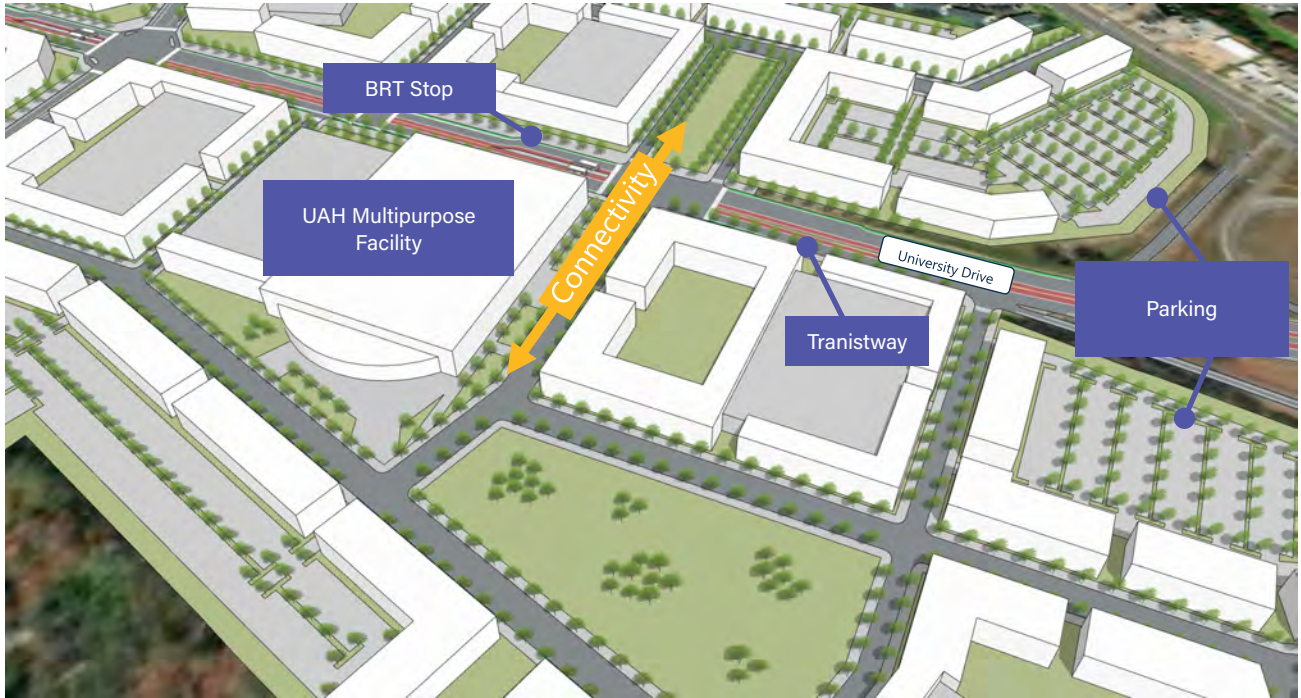 BRT Stop
UAH Multipurpose
Facility
Connectivity
University Drive
Tranistway
Parking